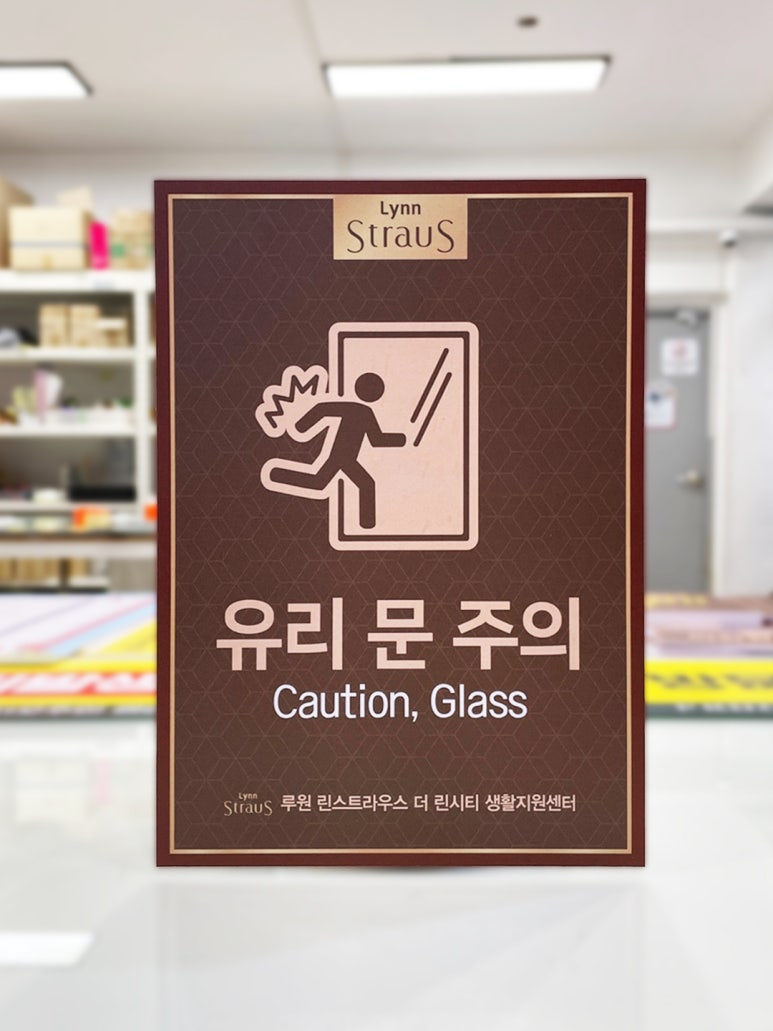 Lynn
StrauS
유리 문 주의
Caution, Glass
Lynn
StrauS 루원 린스트라우스 더 린시티 생활지원센터